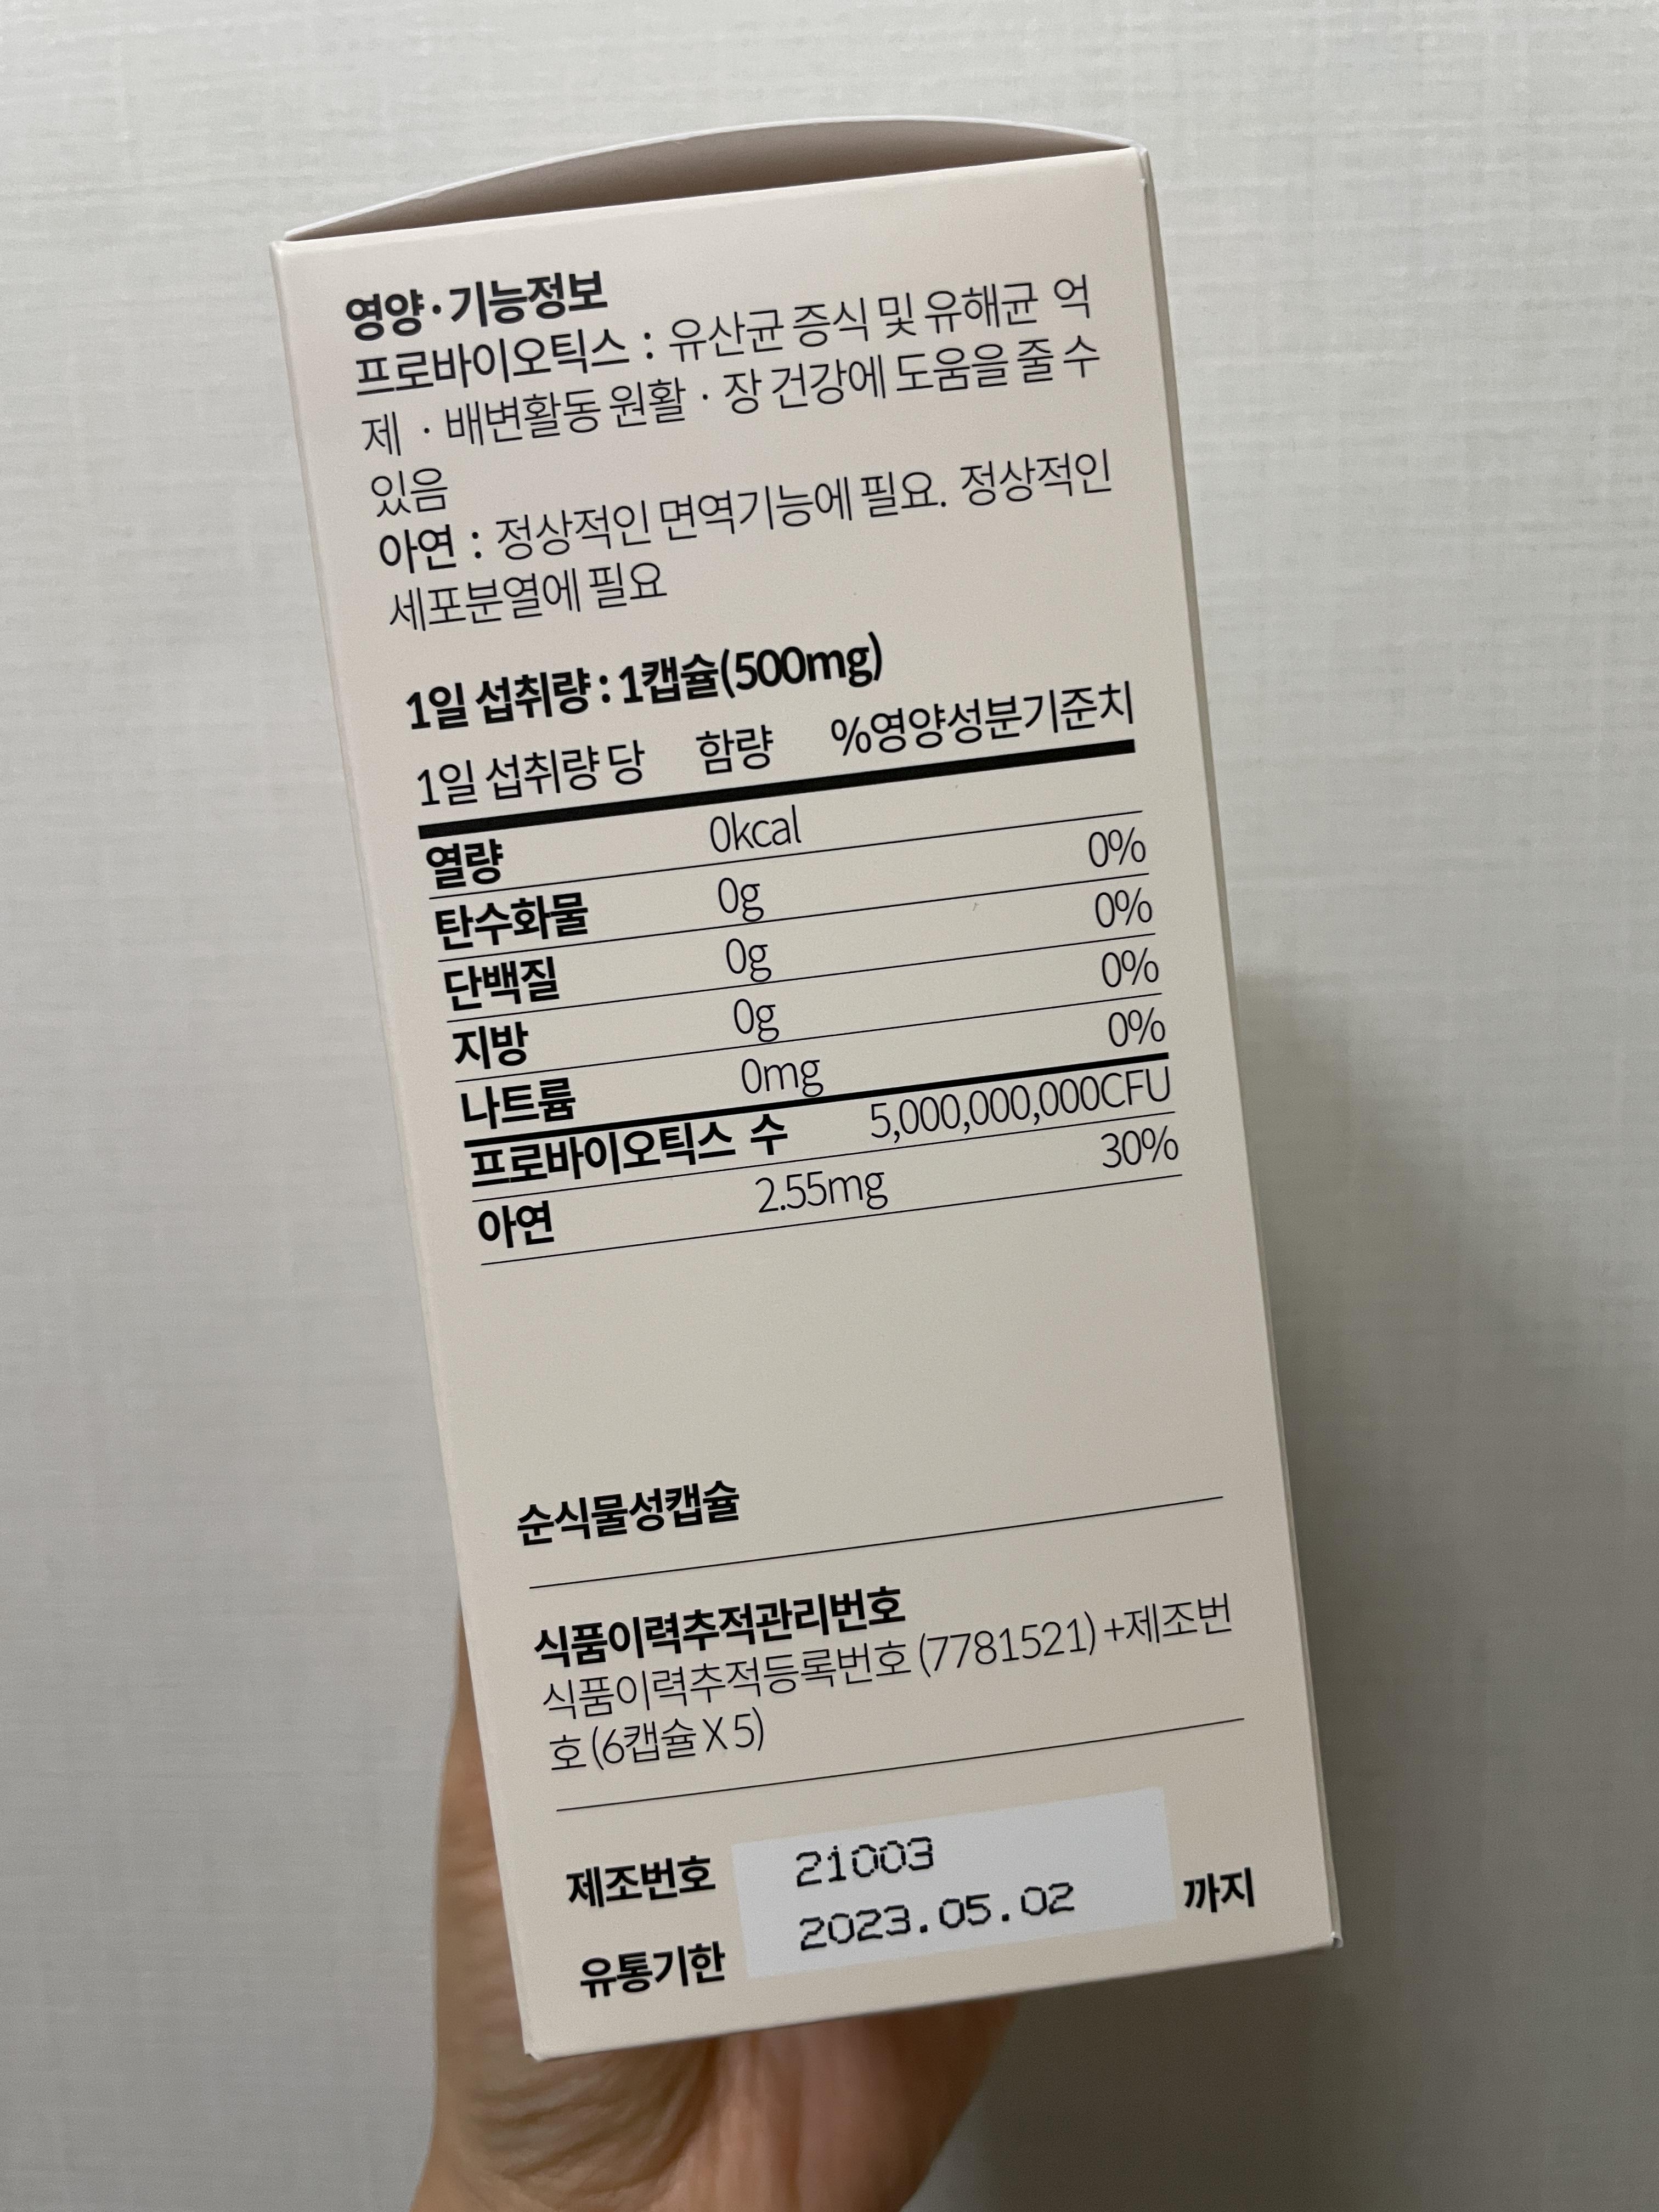 영양·기능정보
프로바이오틱스 : 유산균 증식 및 유해균 억
제 · 배변활동 원활 · 장 건강에 도움을 줄 수
있음
아연 : 정상적인 면역기능에 필요. 정상적인
세포분열에 필요
1일 섭취량 : 1캡슐(500mg)
1일 섭취량 당 함량 %영양성분기준치
열량 0kcal
탄수화물 0g 0%
단백질 0g 0%
지방 0g 0%
나트륨 0mg 0%
프로바이오틱스 수 5,000,000,000CFU
아연 2.55mg 30%
순식물성캡슐
식품이력추적관리번호
식품이력추적등록번호 (7781521) +제조번
호 (6캡슐 X 5)
제조번호 21003
유통기한 2023.05.02 까지